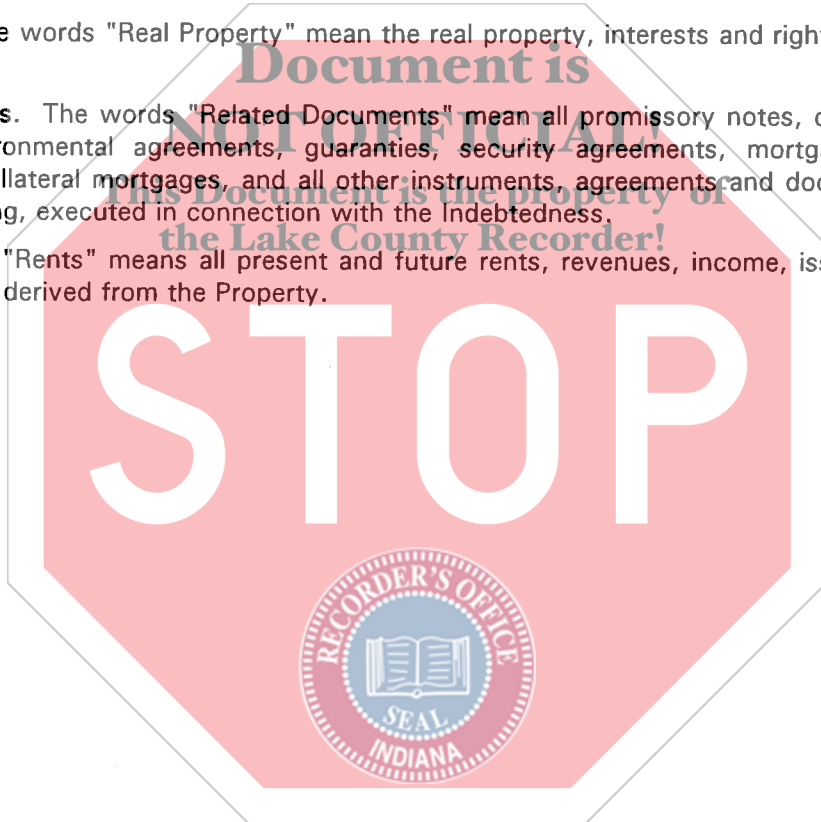 e words "Real Property" mean the real property, interests and right
Document is
s. The words "Related Documents" mean all promissory notes, c
NOT OFFICIAL!
ronmental agreements, guaranties, security agreements, mortg
llateral mortgages, and all other instruments, agreements and doc
This Document is the property of
g, executed in connection with the Indebtedness.
the Lake County Recorder!
"Rents" means all present and future rents, revenues, income, iss
derived from the Property.
STOP
RECORDER'S OFFICE
SEAL
INDIANA